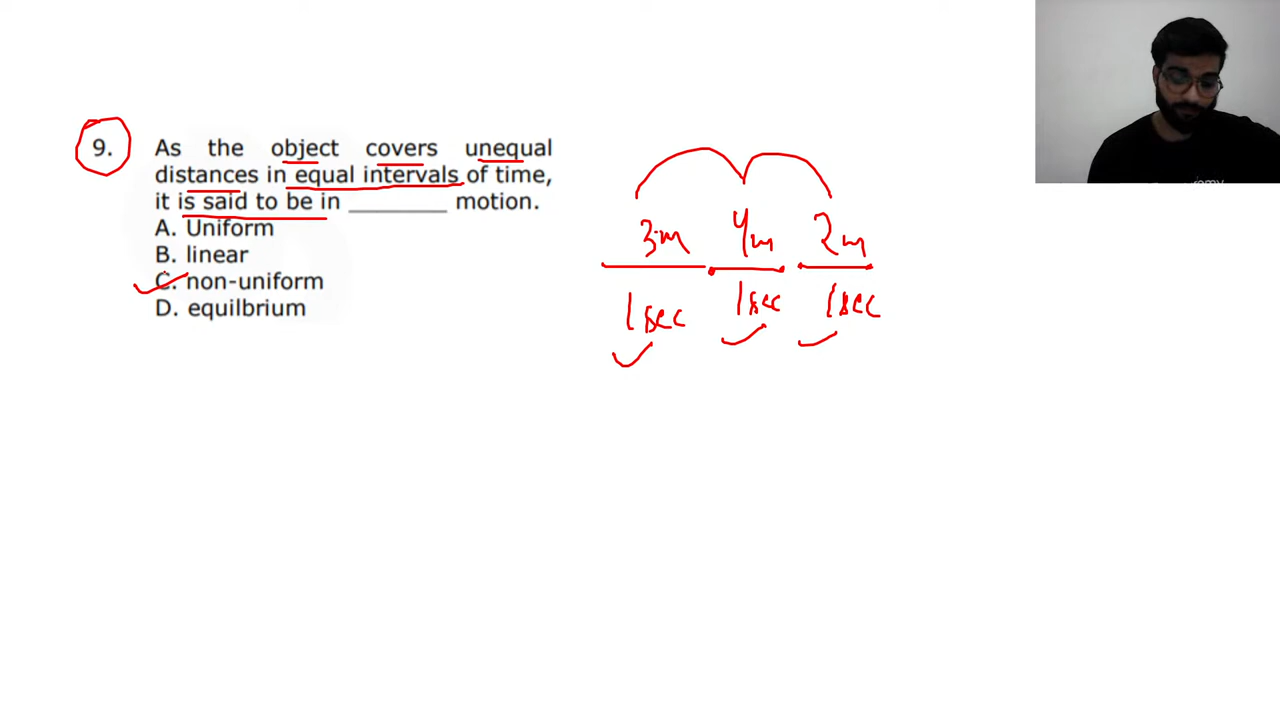 9. As the object covers unequal
distances in equal intervals of time,
it is said to be in ________ motion.
A. Uniform
B. linear
C. non-uniform
D. equilbrium
3m 4m 2m
1sec 1sec 1sec